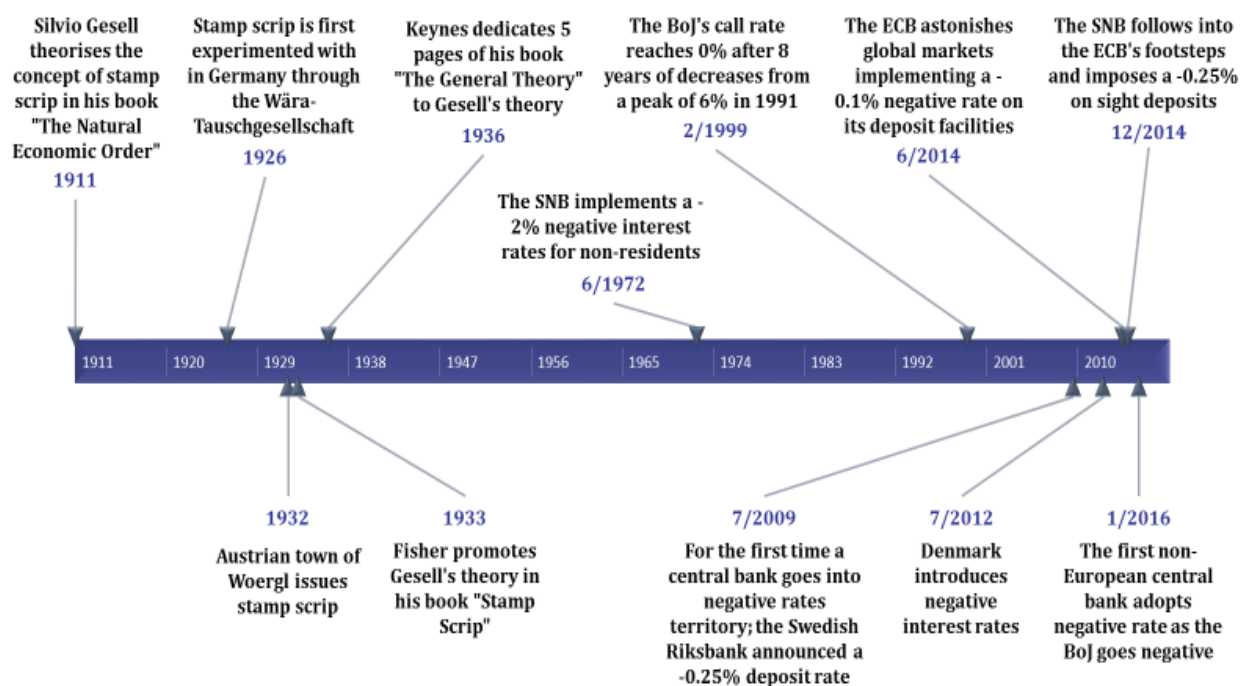 Silvio Gesell
theorises the
concept of stamp
scrip in his book
"The Natural
Economic Order"
1911
Stamp scrip is first
experimented with
in Germany through
the Wära-
Tauschgesellschaft
1926
Keynes dedicates 5
pages of his book
"The General Theory"
to Gesell's theory
1936
The BoJ's call rate
reaches 0% after 8
years of decreases from
a peak of 6% in 1991
2/1999
The ECB astonishes
global markets
implementing a -
0.1% negative rate on
its deposit facilities
6/2014
The SNB follows into
the ECB's footsteps
and imposes a -0.25%
on sight deposits
12/2014
The SNB implements a -
2% negative interest
rates for non-residents
6/1972
1911 1920 1929 1938 1947 1956 1965 1974 1983 1992 2001 2010
1932
Austrian town of
Woergl issues
stamp scrip
1933
Fisher promotes
Gesell's theory in
his book "Stamp
Scrip"
7/2009
For the first time a
central bank goes into
negative rates
territory; the Swedish
Riksbank announced a
-0.25% deposit rate
7/2012
Denmark
introduces
negative
interest rates
1/2016
The first non-
European central
bank adopts
negative rate as the
BoJ goes negative